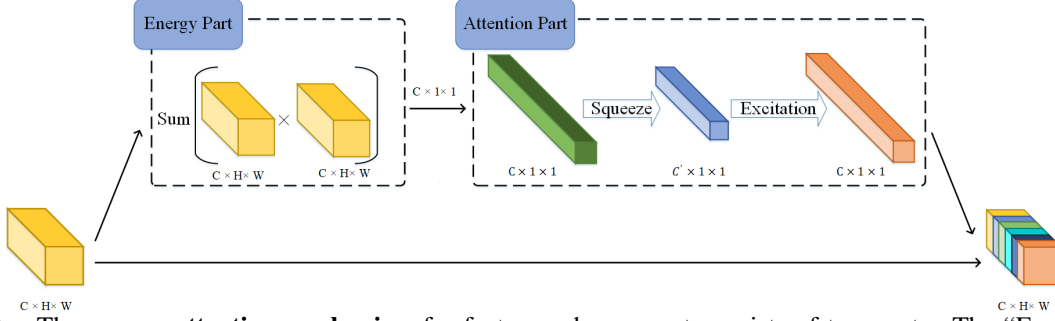 Energy Part
Attention Part
Sum
×
C × H× W
C × H× W
C × 1× 1
Squeeze
Excitation
C × 1 × 1
C' × 1 × 1
C × 1 × 1
C × H× W
C × H× W